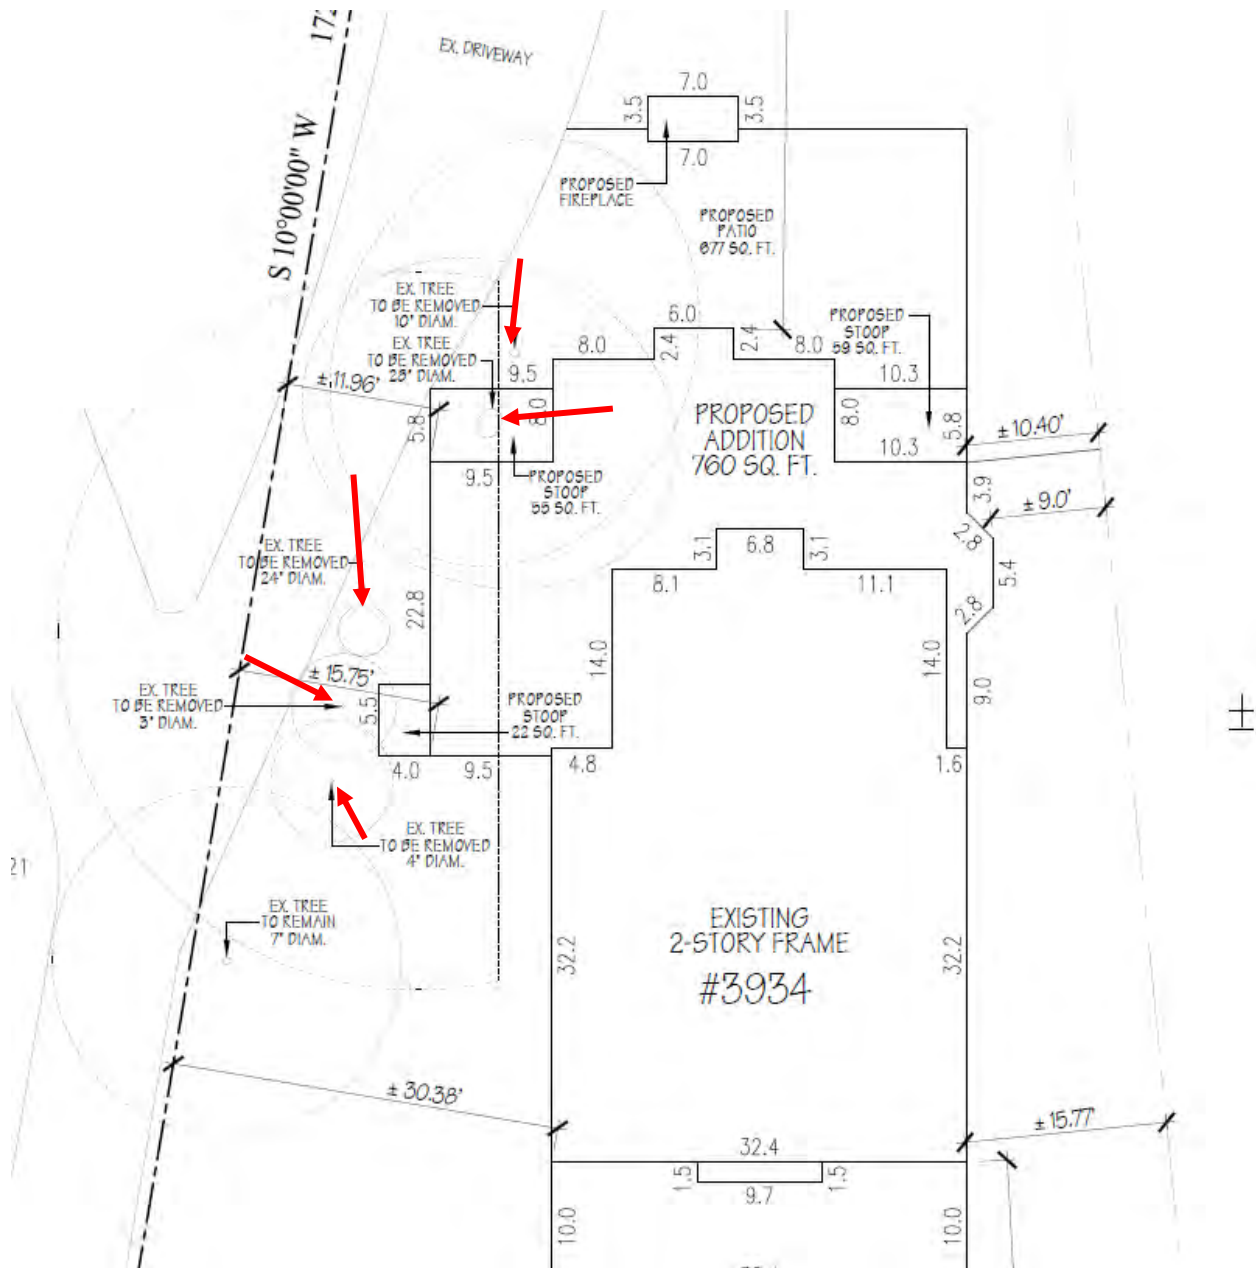 172
EX. DRIVEWAY
7.0
3.5
3.5
7.0
S 10°00'00" W
PROPOSED
FIREPLACE
PROPOSED
PATIO
677 SQ. FT.
EX. TREE
TO BE REMOVED
10" DIAM.
6.0
PROPOSED
STOOP
59 SQ. FT.
8.0
2.4
2.4
8.0
EX. TREE
TO BE REMOVED
25" DIAM.
9.5
10.3
± 11.96'
5.8
8.0
PROPOSED
ADDITION
760 SQ. FT.
8.0
5.8
± 10.40'
10.3
9.5
PROPOSED
STOOP
55 SQ. FT.
3.9
± 9.0'
2.8
EX. TREE
TO BE REMOVED
24" DIAM.
3.1
6.8
3.1
8.1
11.1
5.4
22.8
2.8
14.0
14.0
± 15.75'
9.0
EX. TREE
TO BE REMOVED
3" DIAM.
5.5
PROPOSED
STOOP
22 SQ. FT.
4.0
9.5
4.8
1.6
EX. TREE
TO BE REMOVED
4" DIAM.
21
EX. TREE
TO REMAIN
7" DIAM.
32.2
EXISTING
2-STORY FRAME
#3934
32.2
± 30.38'
± 15.77'
32.4
1.5
1.5
9.7
10.0
10.0